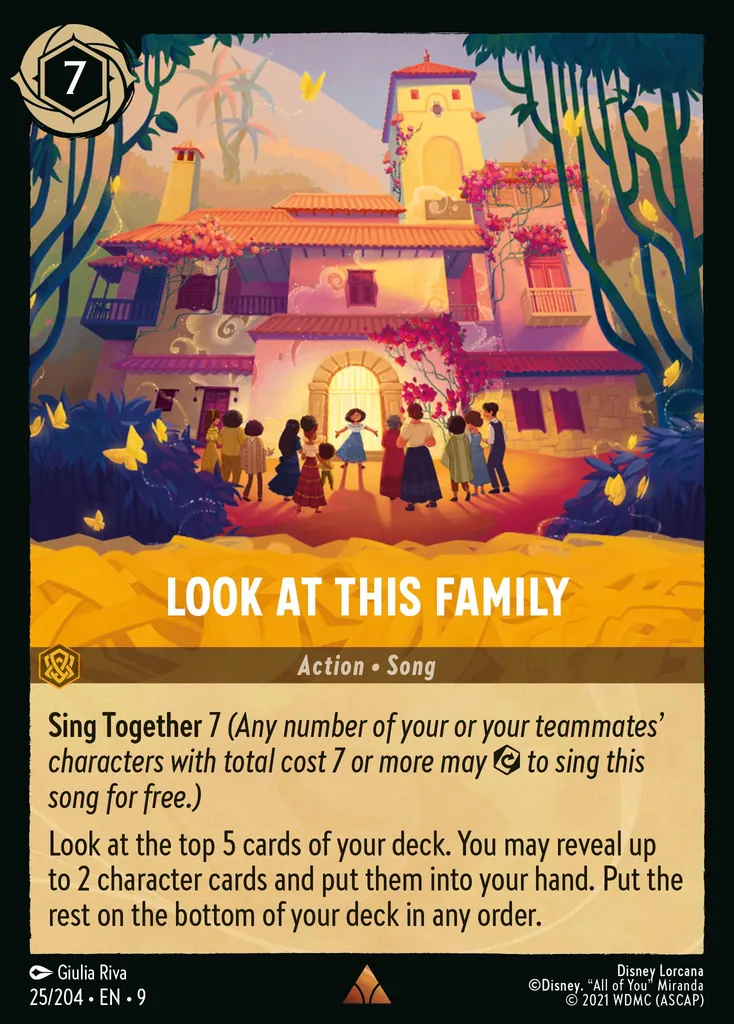 7
LOOK AT THIS FAMILY
Action • Song
Sing Together 7 (Any number of your or your teammates’
characters with total cost 7 or more may to sing this
song for free.)
Look at the top 5 cards of your deck. You may reveal up
to 2 character cards and put them into your hand. Put the
rest on the bottom of your deck in any order.
Giulia Riva
25/204 • EN • 9
Disney Lorcana
©Disney. “All of You” Miranda
© 2021 WDMC (ASCAP)